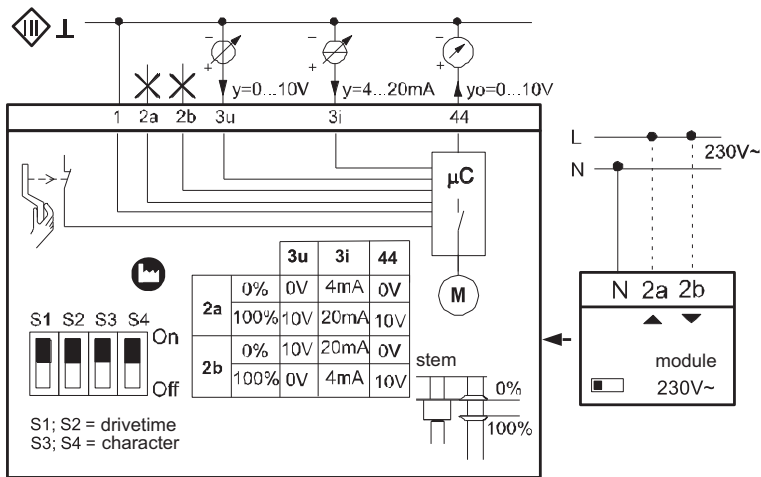 y=0...10V y=4...20mA yo=0...10V
1 2a 2b 3u 3i 44
L
230V~
N
μC
3u 3i 44
2a 0% 0V 4mA 0V
100% 10V 20mA 10V
2b 0% 10V 20mA 0V
100% 0V 4mA 10V
M
N 2a 2b
module
230V~
S1 S2 S3 S4
On
Off
stem
0%
100%
S1; S2 = drivetime
S3; S4 = character